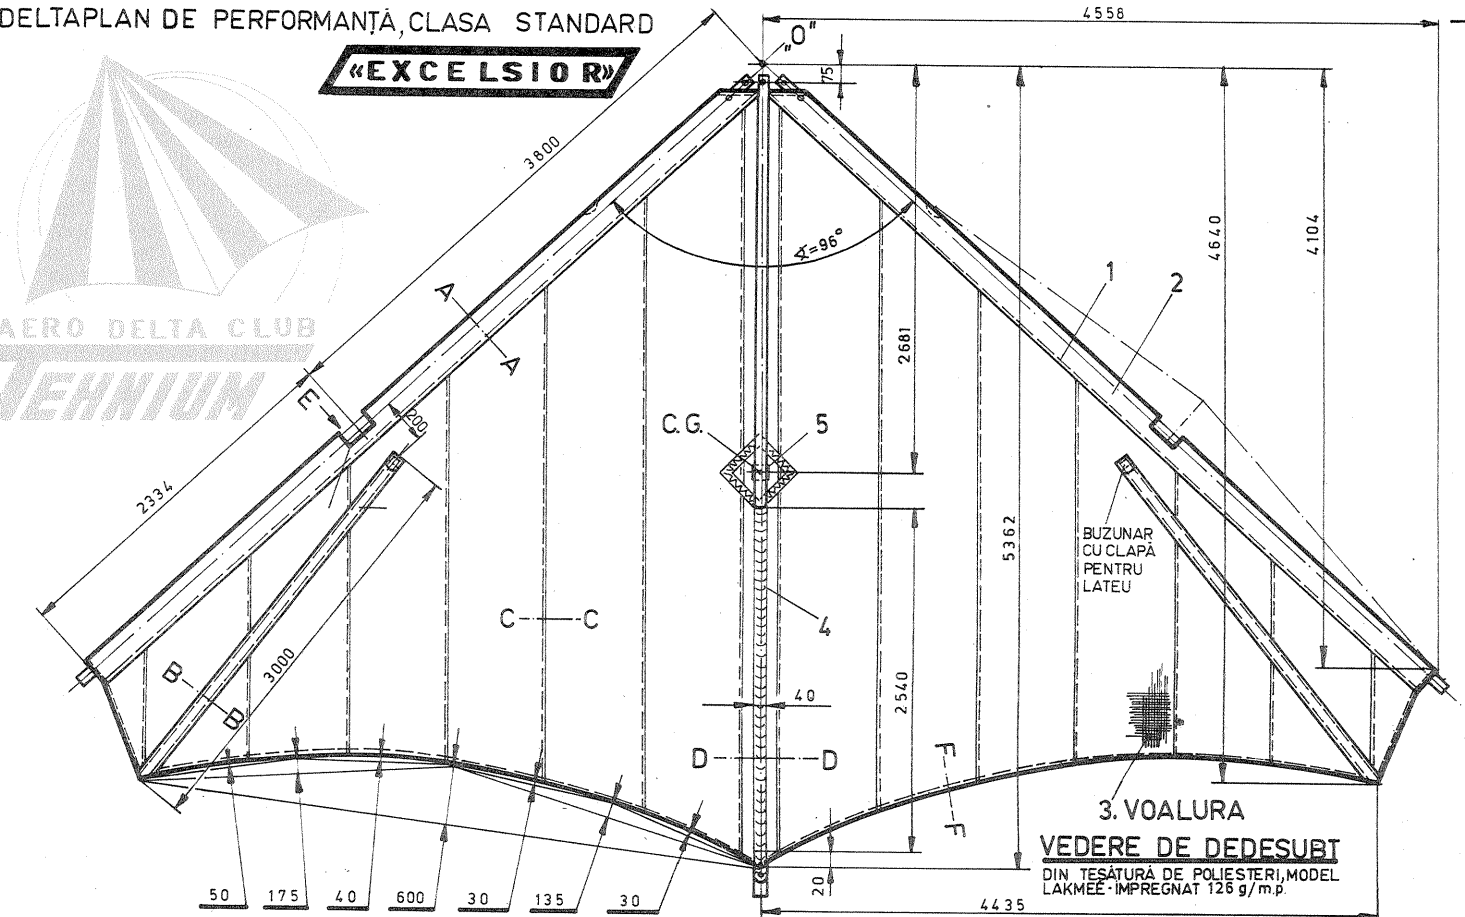 DELTAPLAN DE PERFORMANȚĂ, CLASA STANDARD
«EXCELSIOR»
AERO DELTA CLUB
TEHNIUM
"O"
4558
75
3800
∢=96°
4640
4104
2681
A
A
1
2
E
200
C.G.
5
2334
3000
5362
BUZUNAR
CU CLAPĂ
PENTRU
LATEU
C
C
4
B
B
40
2540
D
D
F
F
3. VOALURA
VEDERE DE DEDESUBT
DIN ȚESĂTURĂ DE POLIESTERI, MODEL
LAKMEÉ-IMPREGNAT 126 g/m.p.
20
50
175
40
600
30
135
30
4435